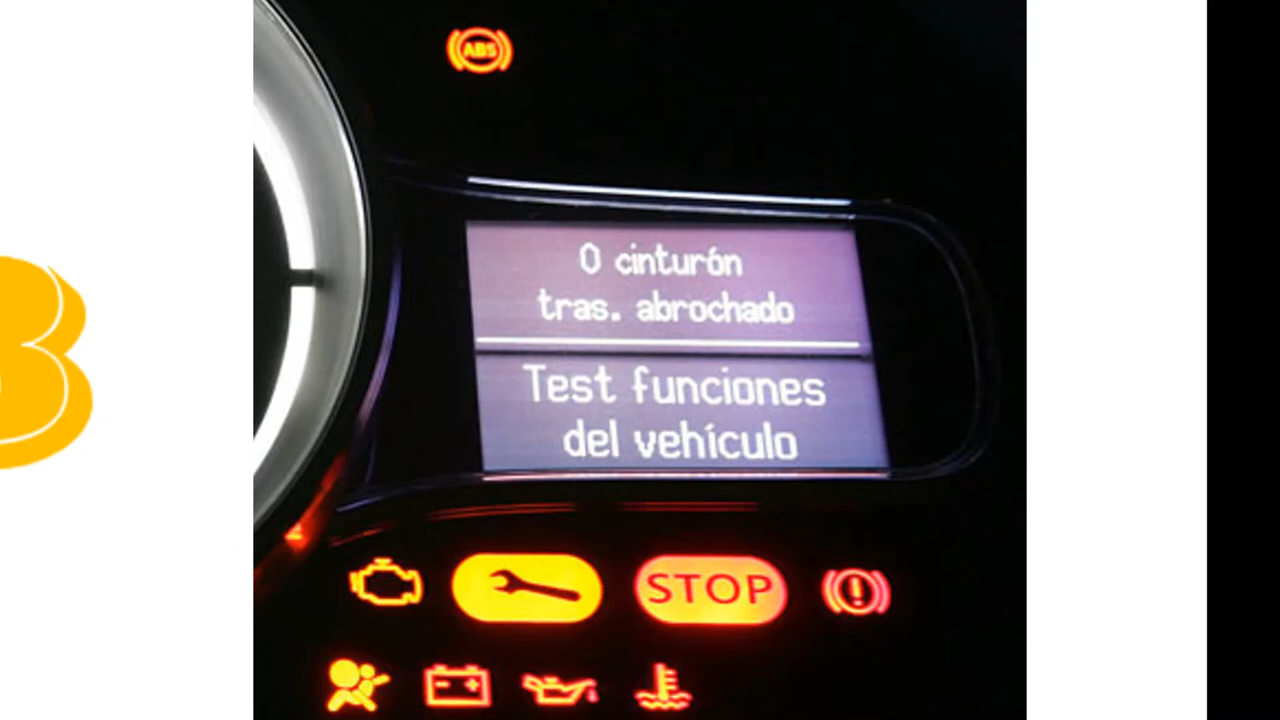 ABS
0 cinturón
tras. abrochado
Test funciones
del vehículo
STOP